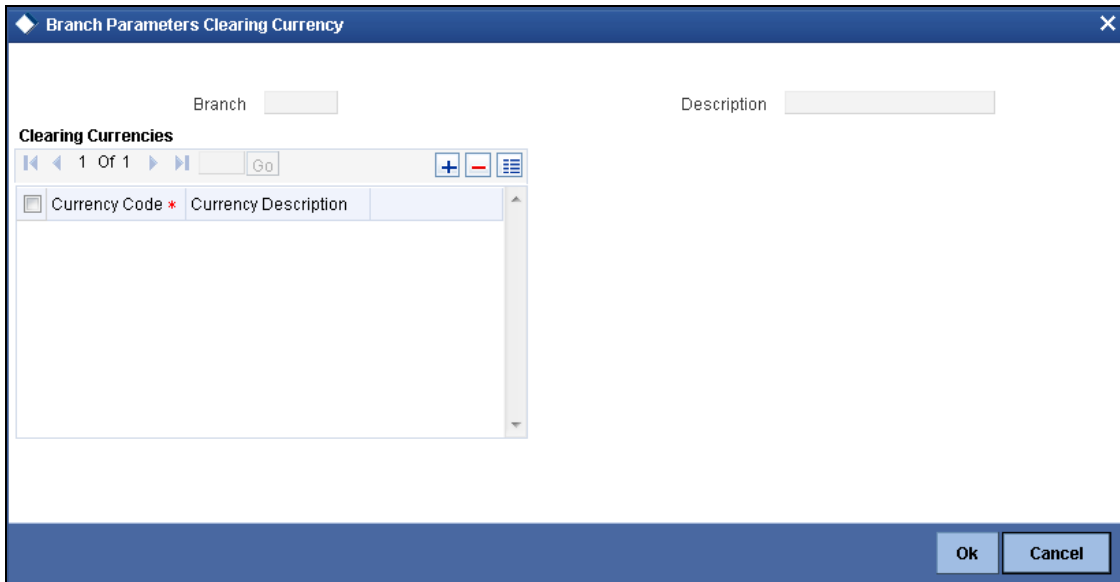 Branch Parameters Clearing Currency
Branch
Description
Clearing Currencies
1 Of 1
Go
Currency Code *
Currency Description
Ok
Cancel